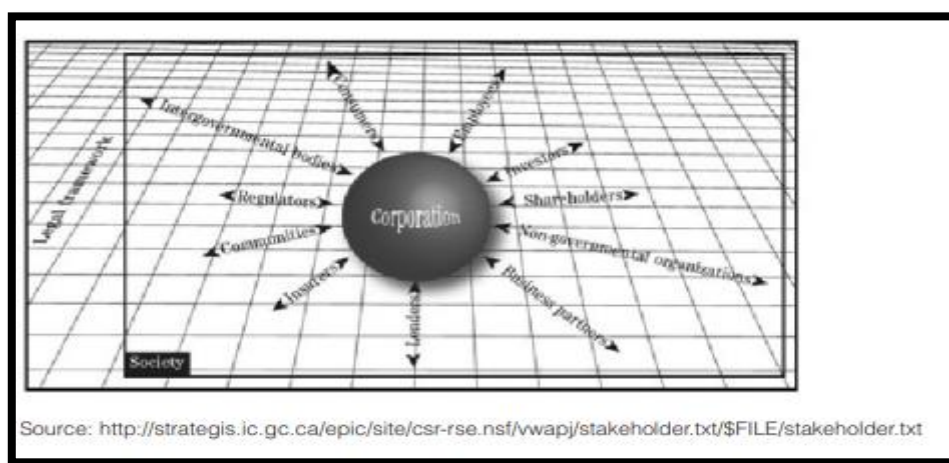 Consumers
Employees
Intergovernmental bodies
Investors
Legal framework
Regulators
Shareholders
Corporation
Communities
Non-governmental organizations
Insurers
Lenders
Business partners
Society
Source: http://strategis.ic.gc.ca/epic/site/csr-rse.nsf/vwapj/stakeholder.txt/$FILE/stakeholder.txt